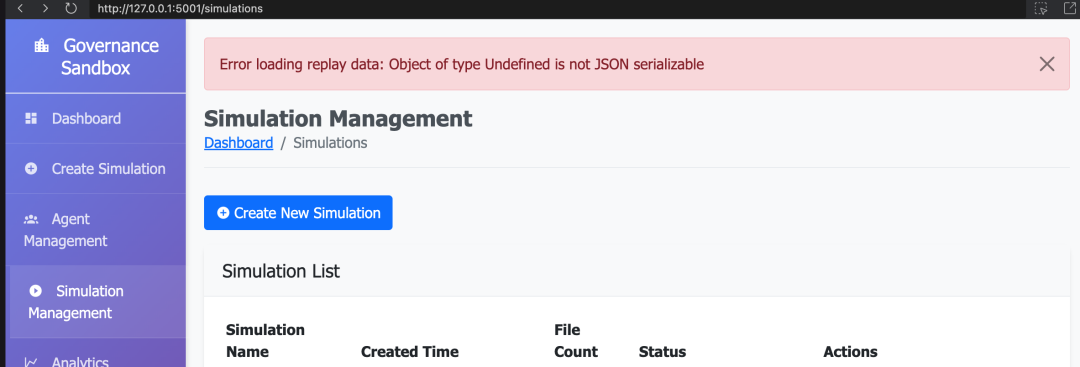 http://127.0.0.1:5001/simulations
Governance
Sandbox
Dashboard
Create Simulation
Agent
Management
Simulation
Management
Analytics
Error loading replay data: Object of type Undefined is not JSON serializable
Simulation Management
Dashboard / Simulations
Create New Simulation
Simulation List
Simulation Name
Created Time
File Count
Status
Actions